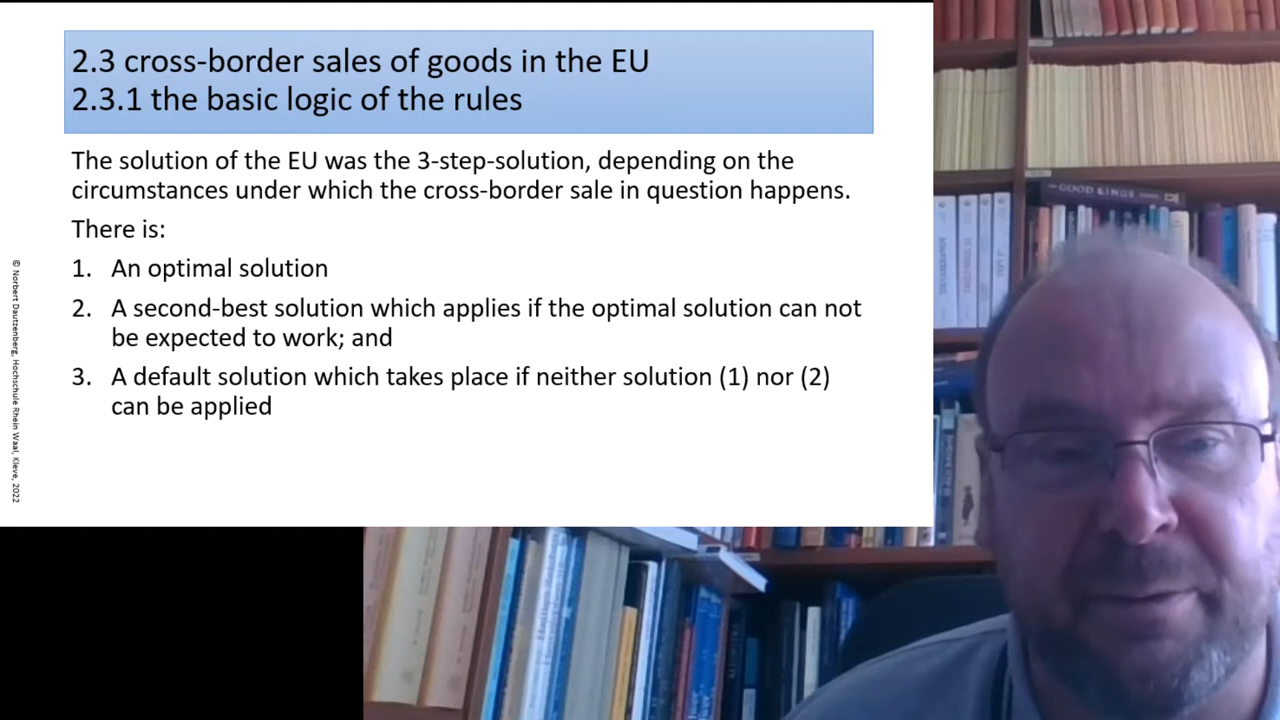 2.3 cross-border sales of goods in the EU
2.3.1 the basic logic of the rules
The solution of the EU was the 3-step-solution, depending on the
circumstances under which the cross-border sale in question happens.
There is:
1. An optimal solution
2. A second-best solution which applies if the optimal solution can not
be expected to work; and
3. A default solution which takes place if neither solution (1) nor (2)
can be applied
© Norbert Dautzenberg, Hochschule Rhein Waal, Kleve, 2022
GOOD KINGS